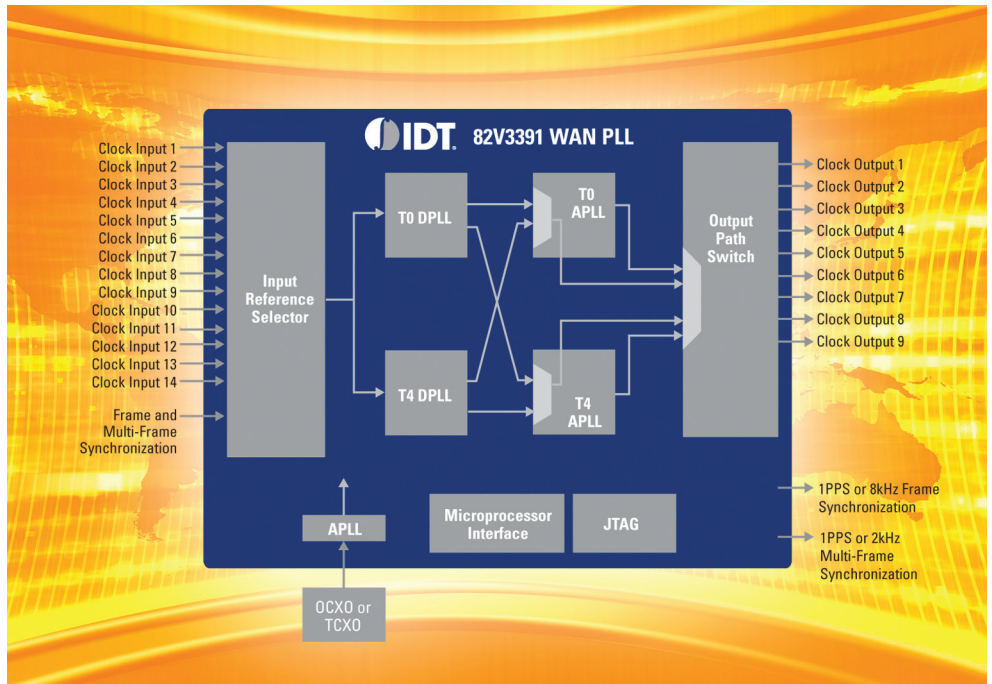 IDT. 82V3391 WAN PLL
Clock Input 1
Clock Input 2
Clock Input 3
Clock Input 4
Clock Input 5
Clock Input 6
Clock Input 7
Clock Input 8
Clock Input 9
Clock Input 10
Clock Input 11
Clock Input 12
Clock Input 13
Clock Input 14
Frame and
Multi-Frame
Synchronization
Input
Reference
Selector
T0 DPLL
T4 DPLL
T0
APLL
T4
APLL
Output
Path
Switch
Clock Output 1
Clock Output 2
Clock Output 3
Clock Output 4
Clock Output 5
Clock Output 6
Clock Output 7
Clock Output 8
Clock Output 9
1PPS or 8kHz Frame
Synchronization
1PPS or 2kHz
Multi-Frame
Synchronization
APLL
Microprocessor
Interface
JTAG
OCXO or
TCXO